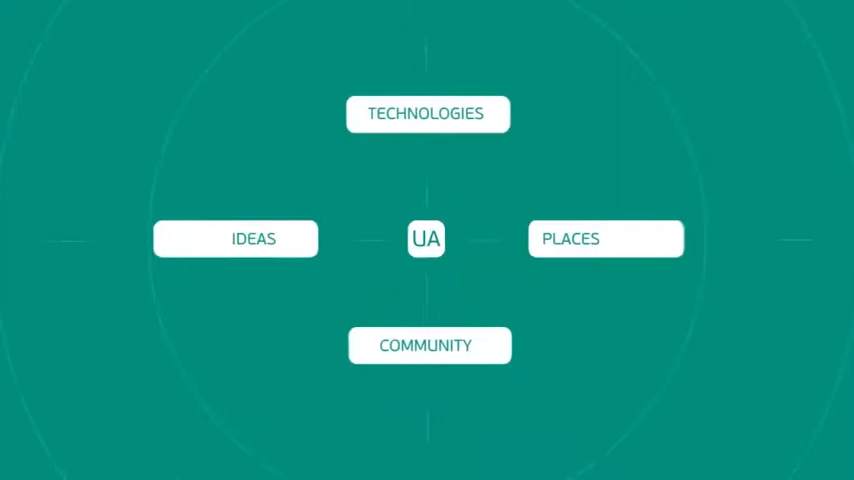 TECHNOLOGIES
IDEAS
UA
PLACES
COMMUNITY